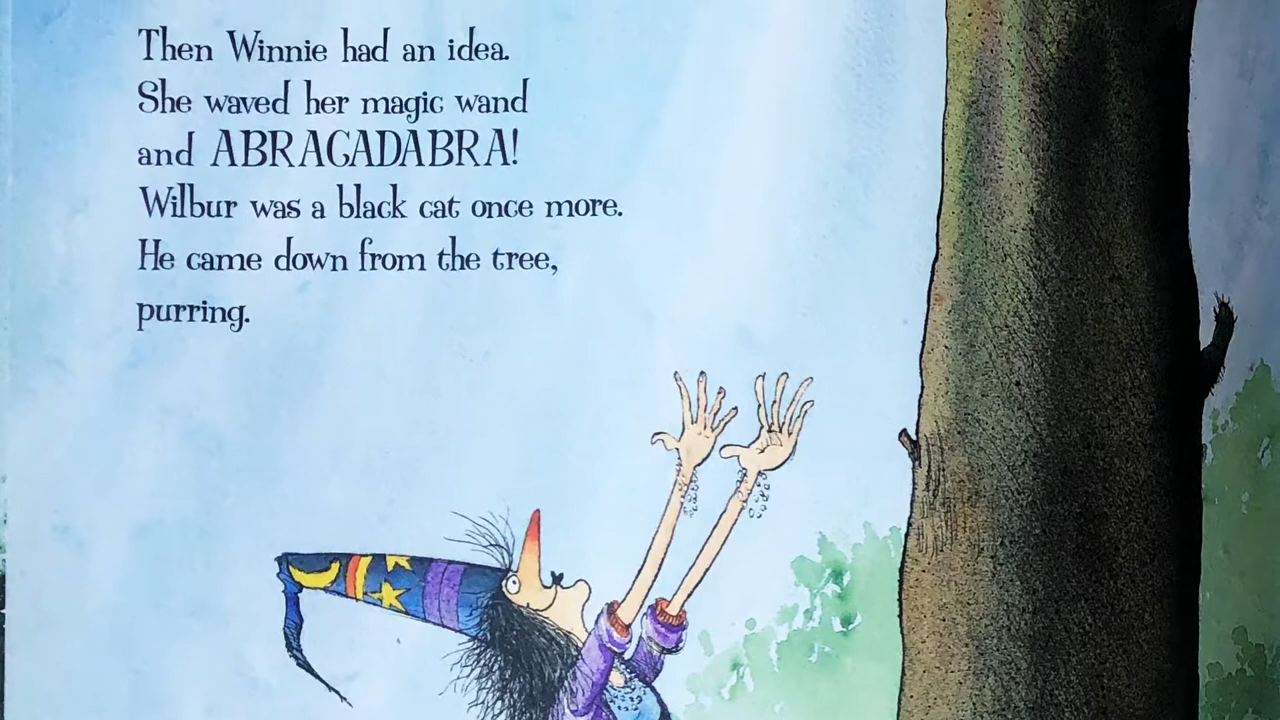 Then Winnie had an idea.
She waved her magic wand
and ABRACADABRA!
Wilbur was a black cat once more.
He came down from the tree,
purring.